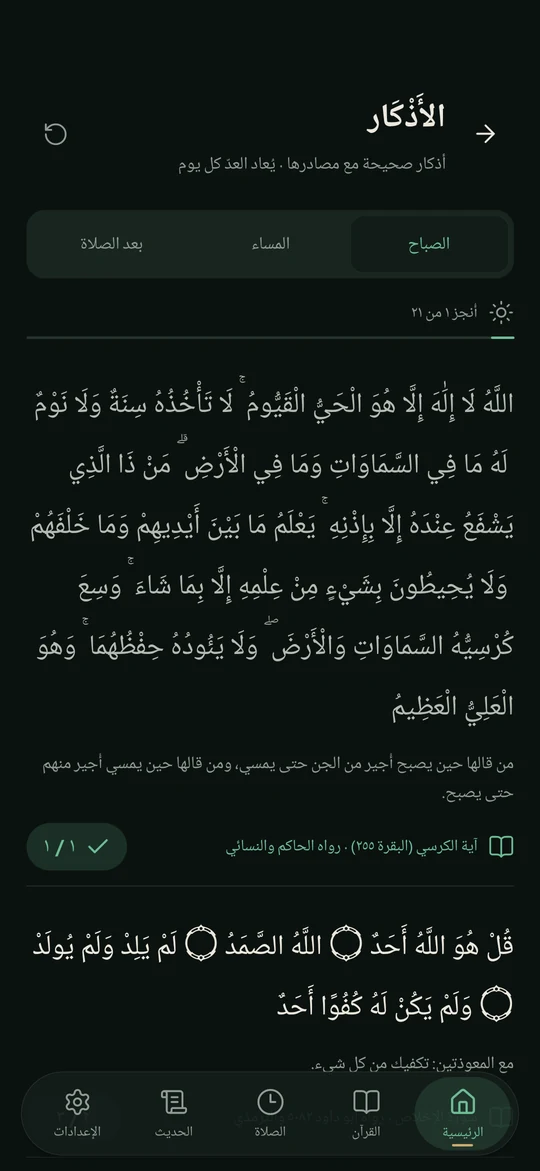 الأَذْكَار
أذكار صحيحة مع مصادرها · يُعاد العدّ كل يوم
الصباح
المساء
بعد الصلاة
أنجز ١ من ٢١
اللَّهُ لَا إِلَٰهَ إِلَّا هُوَ الْحَيُّ الْقَيُّومُ ۚ لَا تَأْخُذُهُ سِنَةٌ وَلَا نَوْمٌ
لَهُ مَا فِي السَّمَاوَاتِ وَمَا فِي الْأَرْضِ ۗ مَنْ ذَا الَّذِي
يَشْفَعُ عِنْدَهُ إِلَّا بِإِذْنِهِ ۚ يَعْلَمُ مَا بَيْنَ أَيْدِيهِمْ وَمَا خَلْفَهُمْ
وَلَا يُحِيطُونَ بِشَيْءٍ مِنْ عِلْمِهِ إِلَّا بِمَا شَاءَ ۚ وَسِعَ
كُرْسِيُّهُ السَّمَاوَاتِ وَالْأَرْضَ ۖ وَلَا يَئُودُهُ حِفْظُهُمَا ۚ وَهُوَ
الْعَلِيُّ الْعَظِيمُ
من قالها حين يصبح أجير من الجن حتى يمسي، ومن قالها حين يمسي أجير منهم
حتى يصبح.
آية الكرسي (البقرة ٢٥٥) · رواه الحاكم والنسائي
١ / ١
قُلْ هُوَ اللَّهُ أَحَدٌ ۝ اللَّهُ الصَّمَدُ ۝ لَمْ يَلِدْ وَلَمْ يُولَدْ
۝ وَلَمْ يَكُنْ لَهُ كُفُوًا أَحَدٌ
مع المعوذتين: تكفيك من كل شيء.
الرئيسية
القرآن
الصلاة
الحديث
الإعدادات